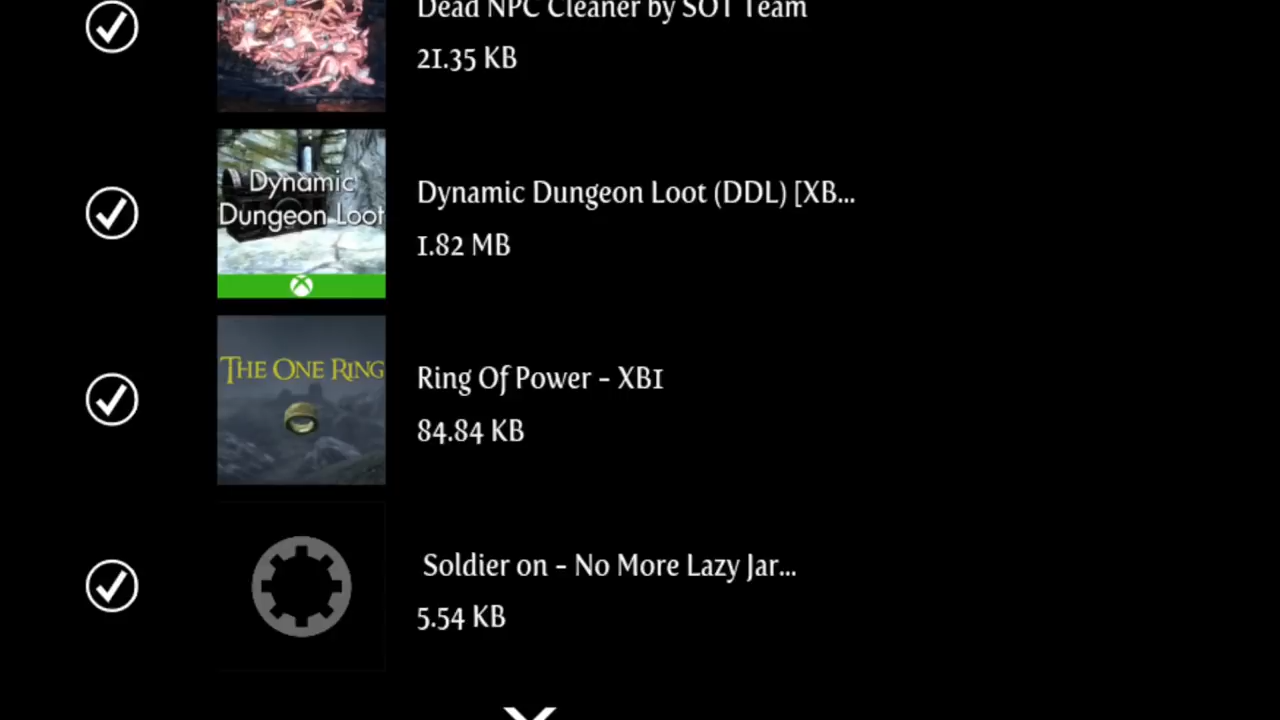 Dead NPC Cleaner by SOT Team
21.35 KB
Dynamic
Dungeon Loot
Dynamic Dungeon Loot (DDL) [XB...
1.82 MB
THE ONE RING
Ring Of Power - XB1
84.84 KB
Soldier on - No More Lazy Jar...
5.54 KB